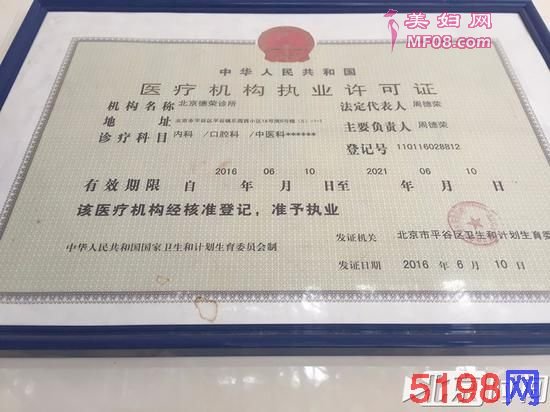 美妇网
MF08.com
中华人民共和国
医疗机构执业许可证
机构名称 北京德荣诊所 法定代表人 周德荣
地 址 主要负责人 周德荣
诊疗科目 内科 /口腔科 /中医科******
登记号 110116028812
有效期限 自 2016 年 06 月 10 日至 2021 年 06 月 10 日
该医疗机构经核准登记，准予执业
中华人民共和国国家卫生和计划生育委员会制
发证机关 北京市平谷区卫生和计划生育委
发证日期 2016 年 6 月 10 日
5198网